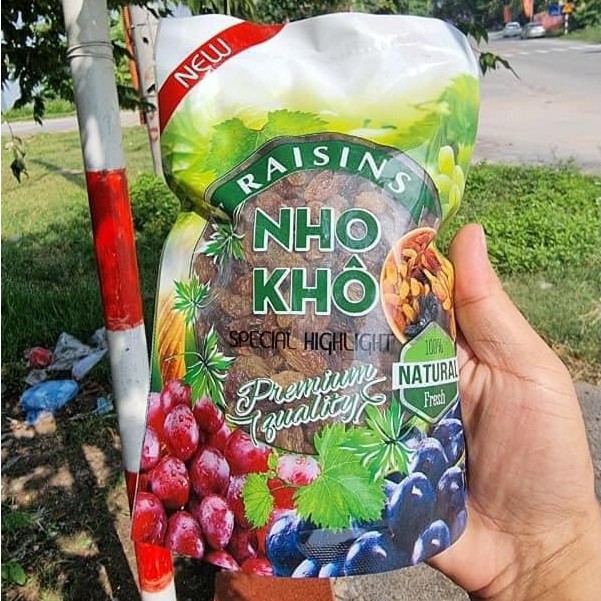 NEW
RAISINS
NHO
KHÔ
SPECIAL HIGHLIGHT
Premium
quality
100%
NATURAL
Fresh